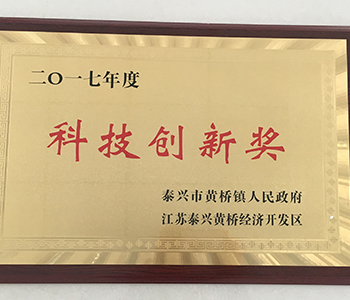 二〇一七年度
科技创新奖
泰兴市黄桥镇人民政府
江苏泰兴黄桥经济开发区